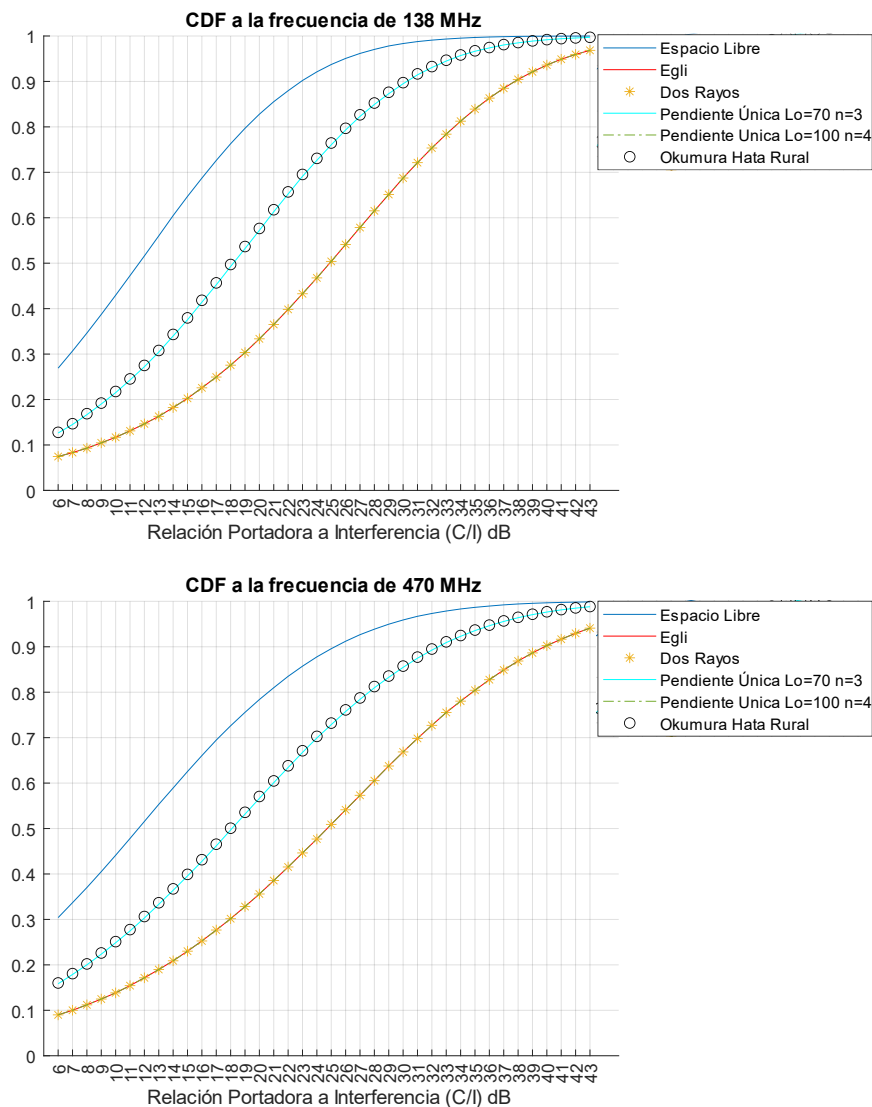 CDF a la frecuencia de 138 MHz
1
0.9
0.8
0.7
0.6
0.5
0.4
0.3
0.2
0.1
0
6 7 8 9 10 11 12 13 14 15 16 17 18 19 20 21 22 23 24 25 26 27 28 29 30 31 32 33 34 35 36 37 38 39 40 41 42 43
Relación Portadora a Interferencia (C/I) dB
Espacio Libre
Egli
Dos Rayos
Pendiente Única Lo=70 n=3
Pendiente Unica Lo=100 n=4
Okumura Hata Rural
CDF a la frecuencia de 470 MHz
1
0.9
0.8
0.7
0.6
0.5
0.4
0.3
0.2
0.1
0
6 7 8 9 10 11 12 13 14 15 16 17 18 19 20 21 22 23 24 25 26 27 28 29 30 31 32 33 34 35 36 37 38 39 40 41 42 43
Relación Portadora a Interferencia (C/I) dB
Espacio Libre
Egli
Dos Rayos
Pendiente Única Lo=70 n=3
Pendiente Unica Lo=100 n=4
Okumura Hata Rural